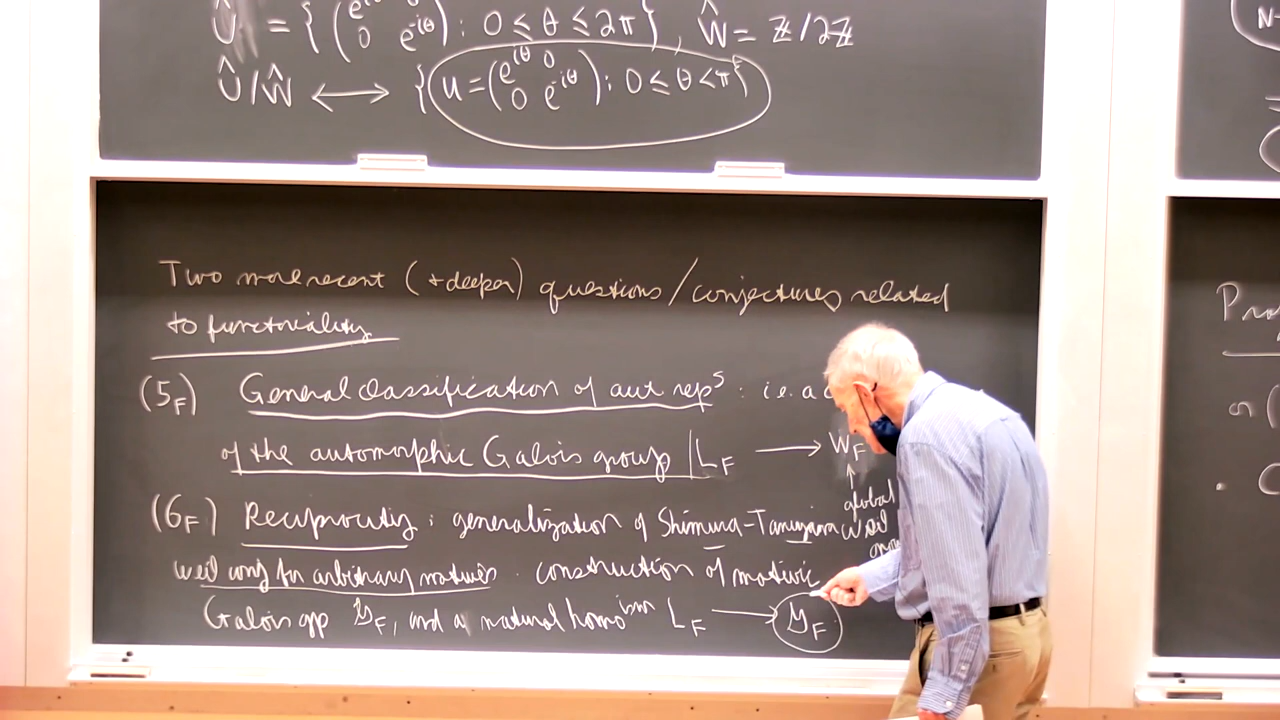 Û = { ( e^{iθ} 0 0 e^{-iθ} ) : 0 ≤ θ ≤ 2π }, Ŵ = ℤ/2ℤ
Û/Ŵ ⟷ { u = ( e^{iθ} 0 0 e^{-iθ} ) : 0 ≤ θ < π }
Two more recent (+deeper) questions/conjectures related
to functoriality
(5_F) General classification of aut rep^s : i.e. a
of the automorphic Galois group L_F ⟶ W_F
↑
global
Weil
(6_F) Reciprocity : generalization of Shimura-Taniyama
Weil conj for arbitrary motives. construction of motivic
Galois gp 𝒢_F, and a natural homo^{ism} L_F ⟶ 𝒢_F